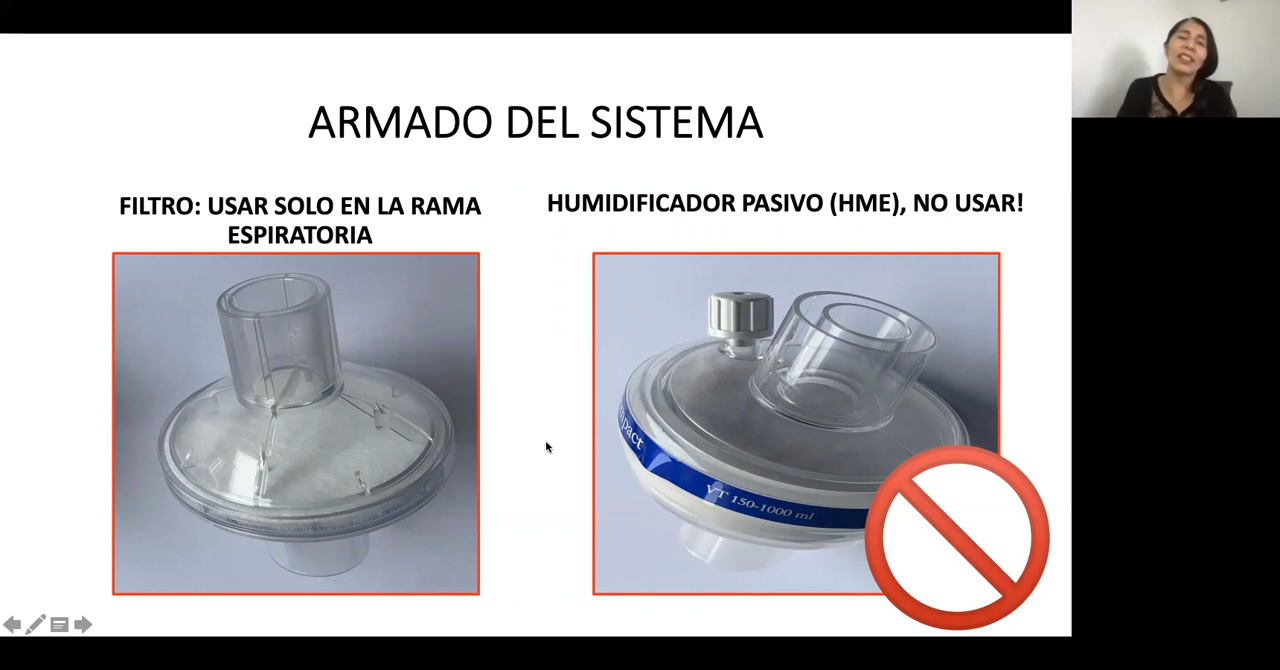 ARMADO DEL SISTEMA
FILTRO: USAR SOLO EN LA RAMA
ESPIRATORIA
HUMIDIFICADOR PASIVO (HME), NO USAR!
VT 150-1000 ml